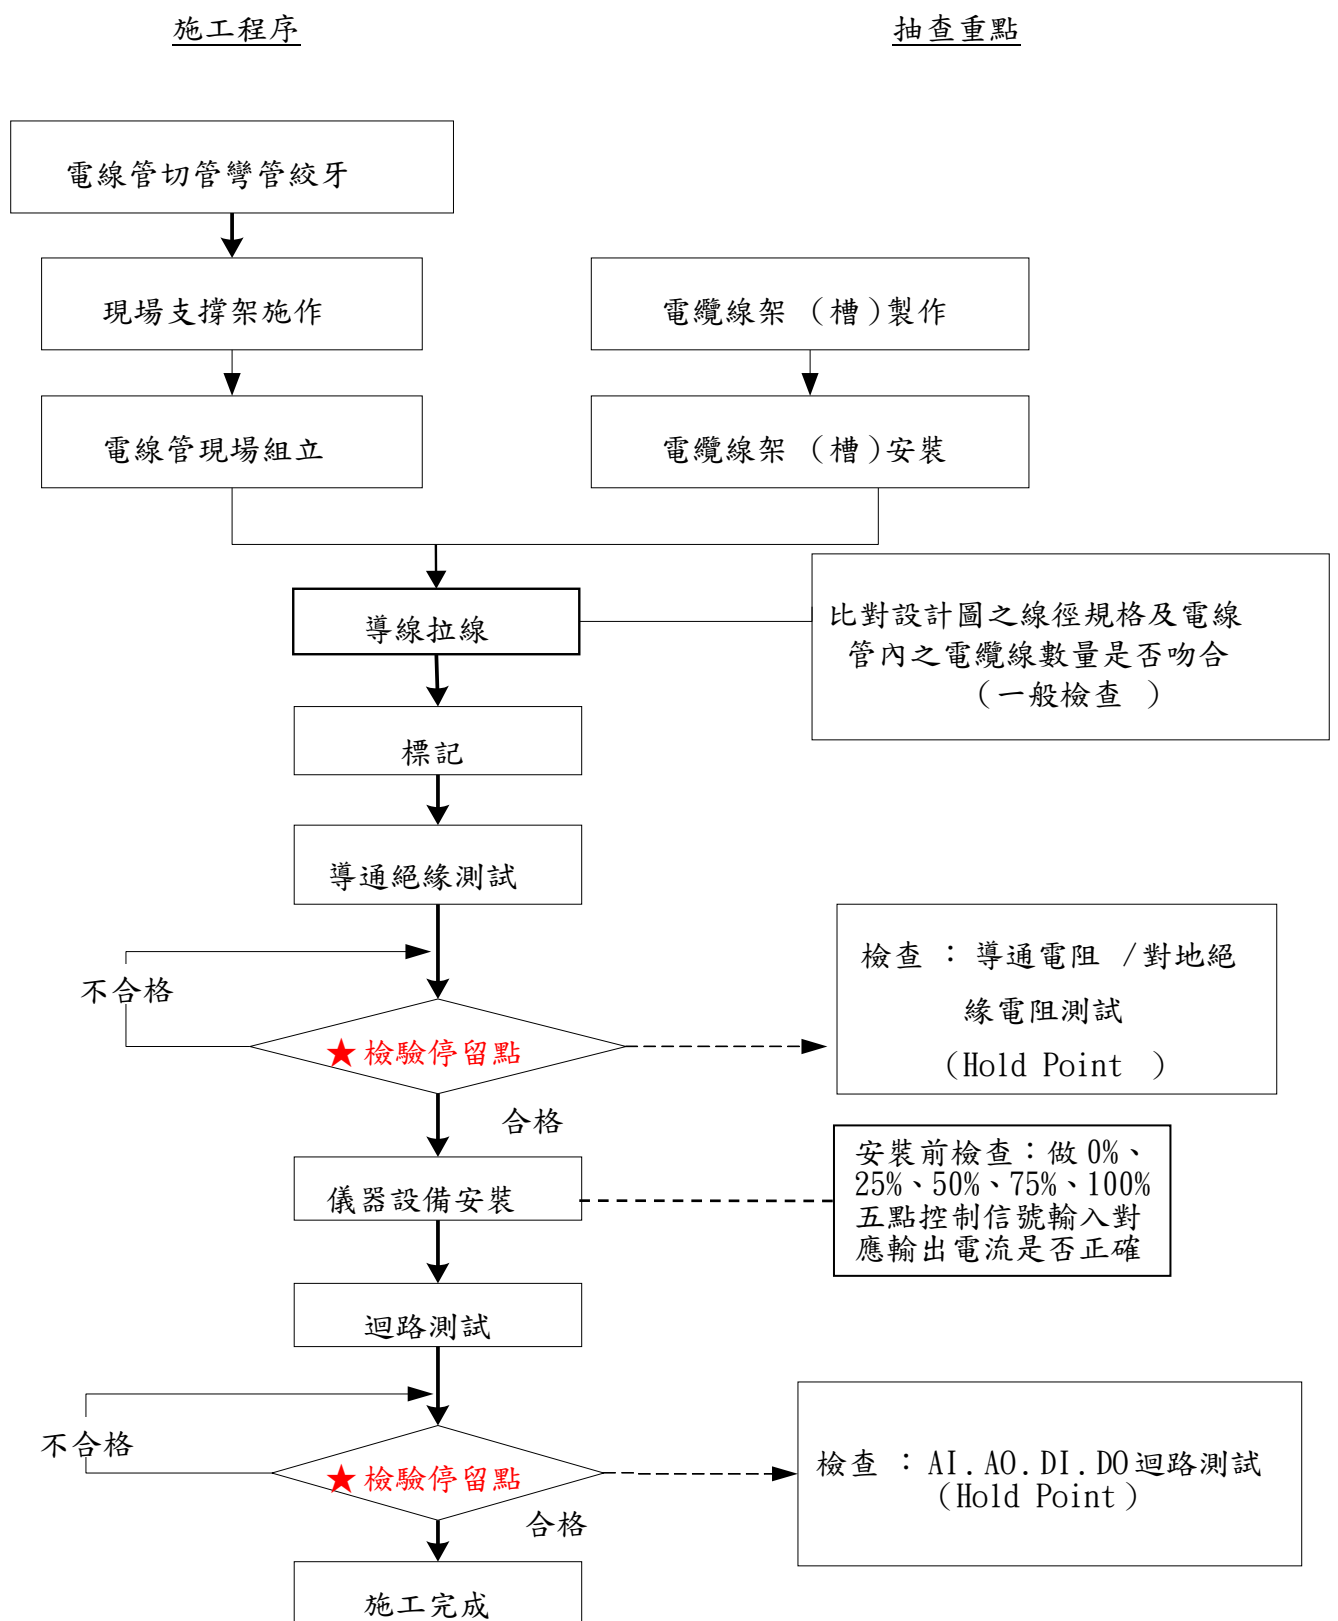 施工程序
抽查重點
電線管切管彎管絞牙
現場支撐架施作
電纜線架（槽）製作
電線管現場組立
電纜線架（槽）安裝
導線拉線
比對設計圖之線徑規格及電線
管內之電纜線數量是否吻合
（一般檢查）
標記
導通絕緣測試
不合格
★檢驗停留點
檢查：導通電阻/對地絕
緣電阻測試
（Hold Point）
合格
儀器設備安裝
安裝前檢查：做0%、
25%、50%、75%、100%
五點控制信號輸入對
應輸出電流是否正確
迴路測試
不合格
★檢驗停留點
檢查：AI.AO.DI.DO迴路測試
（Hold Point）
合格
施工完成